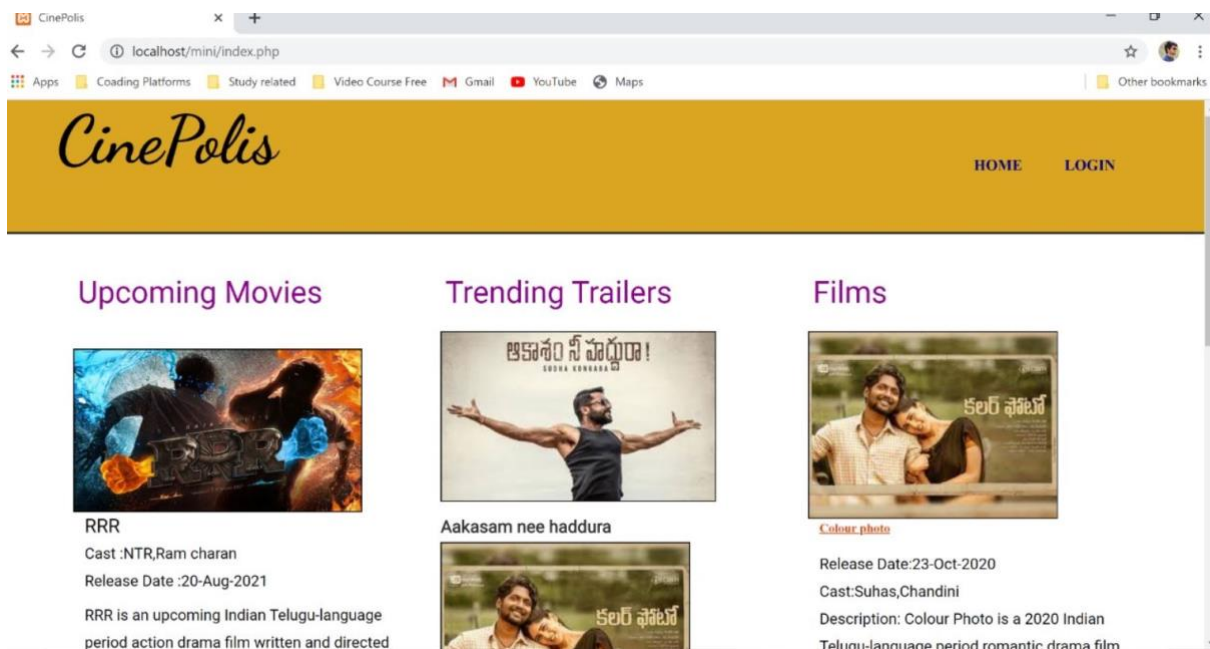 CinePolis
localhost/mini/index.php
Apps Coading Platforms Study related Video Course Free Gmail YouTube Maps Other bookmarks
CinePolis
HOME LOGIN
Upcoming Movies
RRR
RRR
Cast :NTR,Ram charan
Release Date :20-Aug-2021
RRR is an upcoming Indian Telugu-language
period action drama film written and directed
Trending Trailers
ఆకాశం నీ హద్దురా!
SUDHA KONGARA
Aakasam nee haddura
కలర్ ఫోటో
Films
కలర్ ఫోటో
Colour photo
Release Date:23-Oct-2020
Cast:Suhas,Chandini
Description: Colour Photo is a 2020 Indian
Telugu-language period romantic drama film